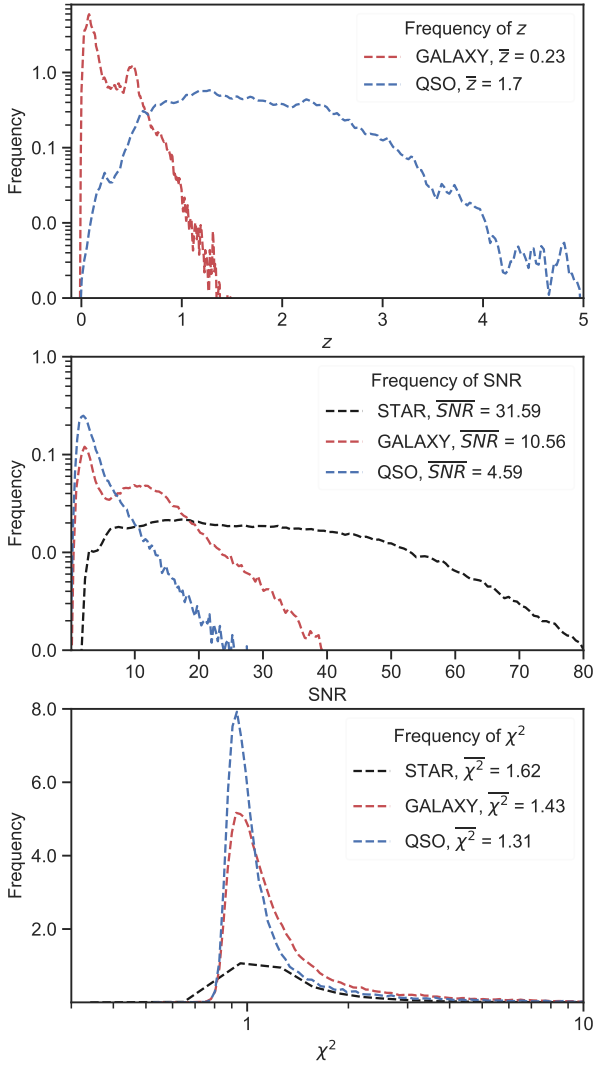 Frequency of z
GALAXY, z̅ = 0.23
QSO, z̅ = 1.7
1.0
0.1
0.0
0.0
Frequency
0 1 2 3 4 5
z
Frequency of SNR
STAR, S̅N̅R̅ = 31.59
GALAXY, S̅N̅R̅ = 10.56
QSO, S̅N̅R̅ = 4.59
1.0
0.1
0.0
0.0
Frequency
10 20 30 40 50 60 70 80
SNR
Frequency of χ²
STAR, χ̅²̅ = 1.62
GALAXY, χ̅²̅ = 1.43
QSO, χ̅²̅ = 1.31
8.0
6.0
4.0
2.0
Frequency
1 10
χ²